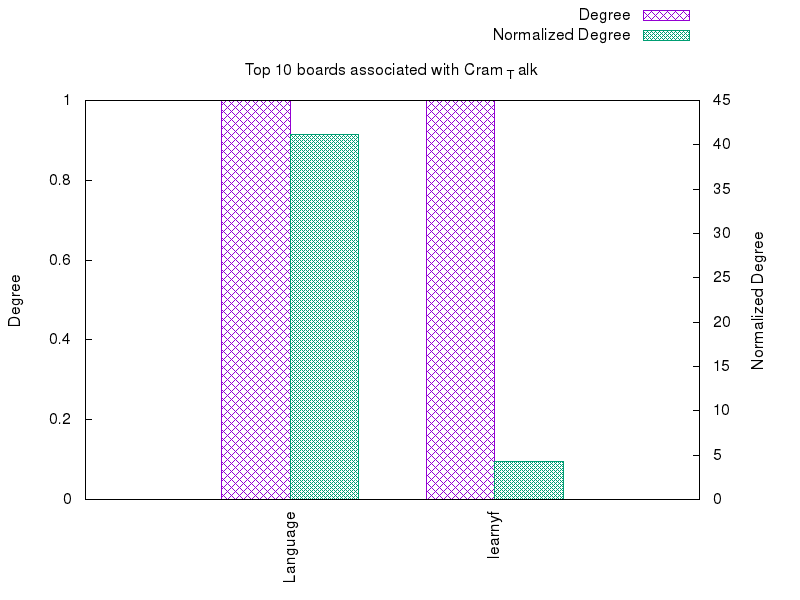 Degree
Normalized Degree
Top 10 boards associated with Cram T alk
1
0.8
0.6
0.4
0.2
0
Degree
45
40
35
30
25
20
15
10
5
0
Normalized Degree
Language
learnyf